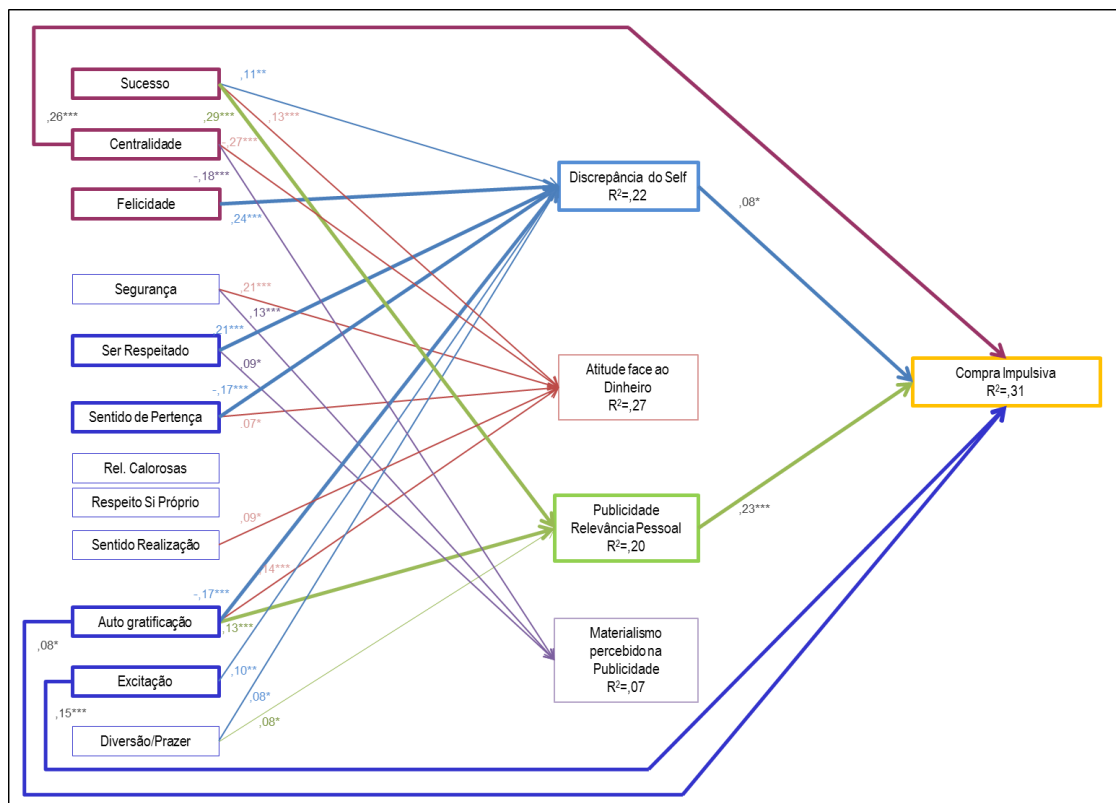 Sucesso
,11**
,29***
,13***
,26***
Centralidade
-,27***
-,18***
Felicidade
,24***
Discrepância do Self
R²=,22
,08*
Segurança
,21***
,13***
Ser Respeitado
,21***
,09*
Atitude face ao
Dinheiro
R²=,27
Compra Impulsiva
R²=,31
Sentido de Pertença
-,17***
.07*
Rel. Calorosas
Respeito Si Próprio
Sentido Realização
,09*
Publicidade
Relevância Pessoal
R²=,20
,23***
14***
-,17***
Auto gratificação
,13***
,08*
Materialismo
percebido na
Publicidade
R²=,07
Excitação
,10**
,08*
,15***
Diversão/Prazer
,08*